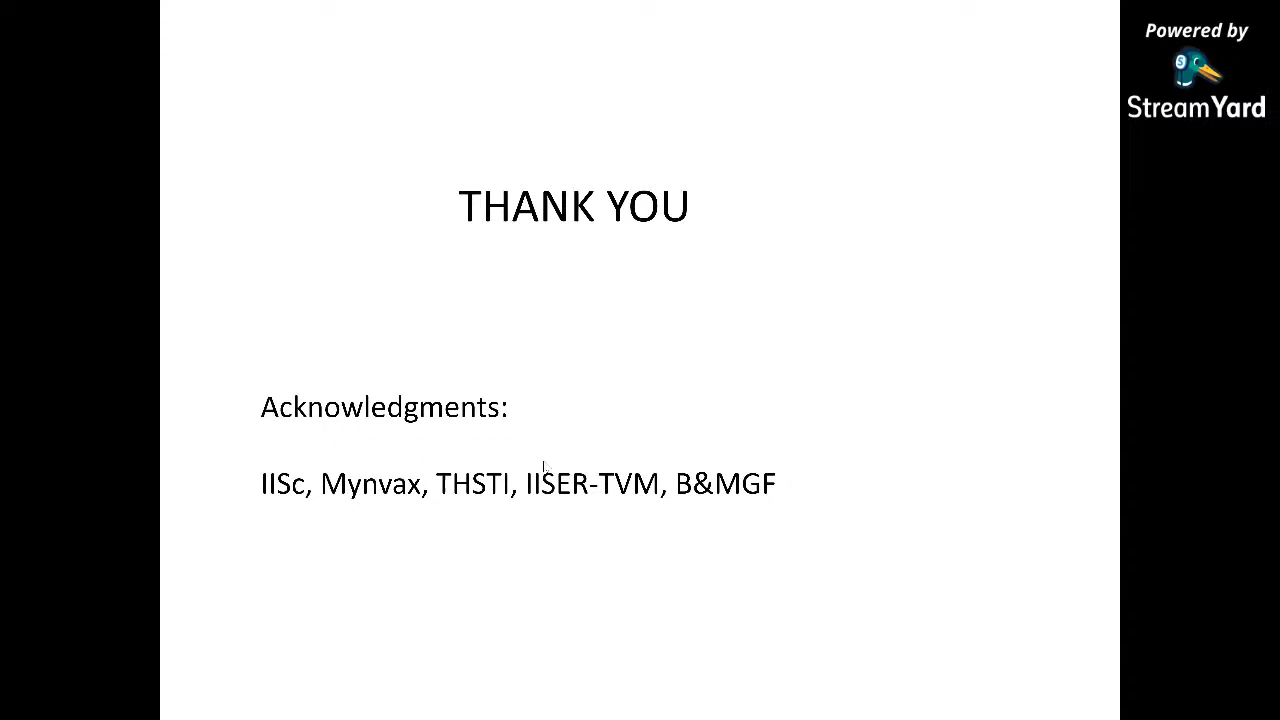 Powered by
StreamYard
THANK YOU
Acknowledgments:
IISc, Mynvax, THSTI, IISER-TVM, B&MGF